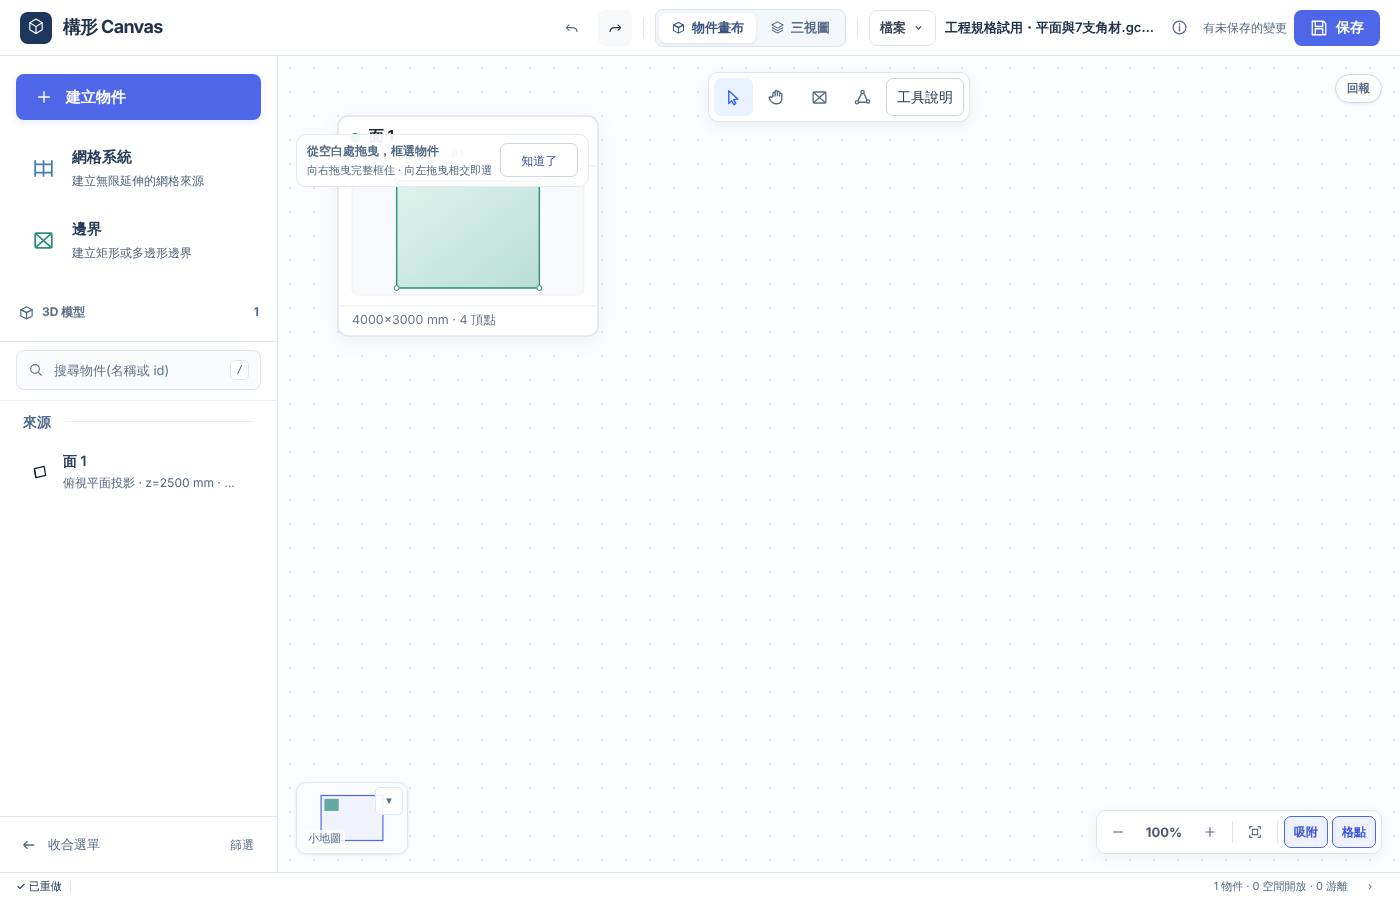 構形 Canvas
物件畫布
三視圖
檔案
工程規格試用・平面與7支角材.gc...
有未保存的變更
保存
建立物件
網格系統
建立無限延伸的網格來源
邊界
建立矩形或多邊形邊界
3D 模型
1
搜尋物件(名稱或 id)
/
來源
面 1
俯視平面投影 · z=2500 mm · ...
收合選單
篩選
工具說明
回報
面 1
從空白處拖曳，框選物件
向右拖曳完整框住 · 向左拖曳相交即選
知道了
4000×3000 mm · 4 頂點
小地圖
100%
吸附
格點
已重做
1 物件 · 0 空間開放 · 0 游離